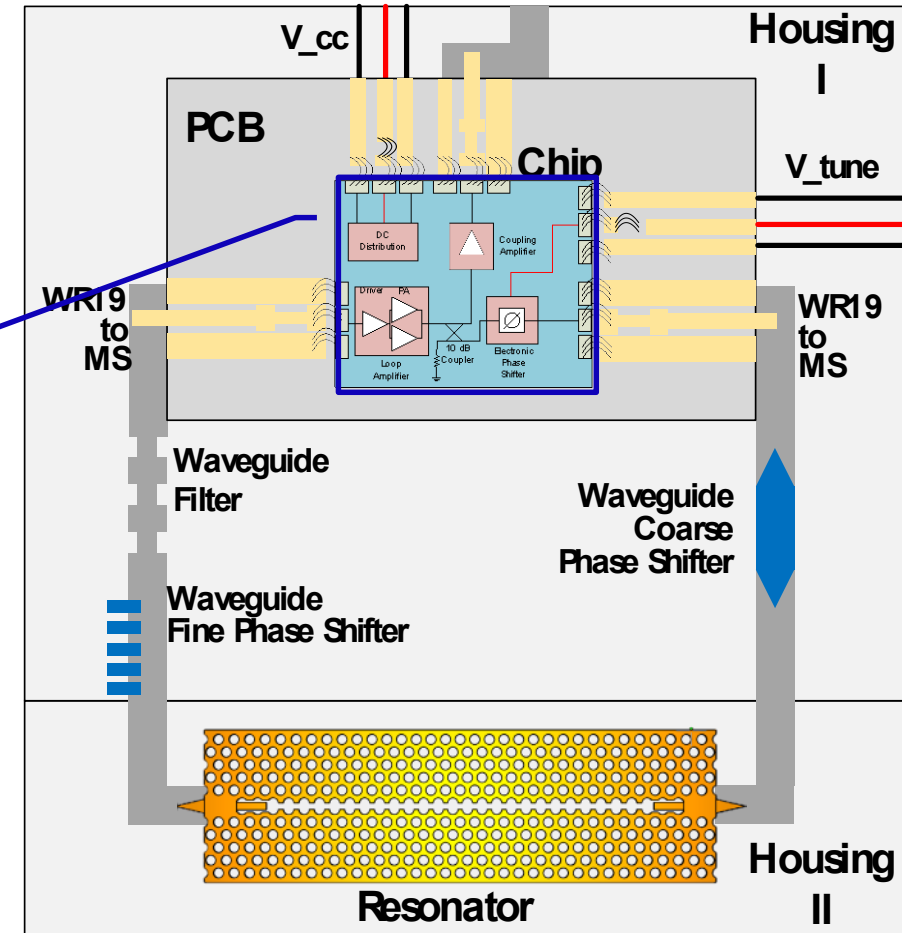 Housing
I
V_cc
PCB
Chip
V_tune
DC
Distribution
Coupling
Amplifier
Driver PA
Loop
Amplifier
10 dB
Coupler
Electronic
Phase
Shifter
WR19
to
MS
WR19
to
MS
Waveguide
Filter
Waveguide
Coarse
Phase Shifter
Waveguide
Fine Phase Shifter
Resonator
Housing
II